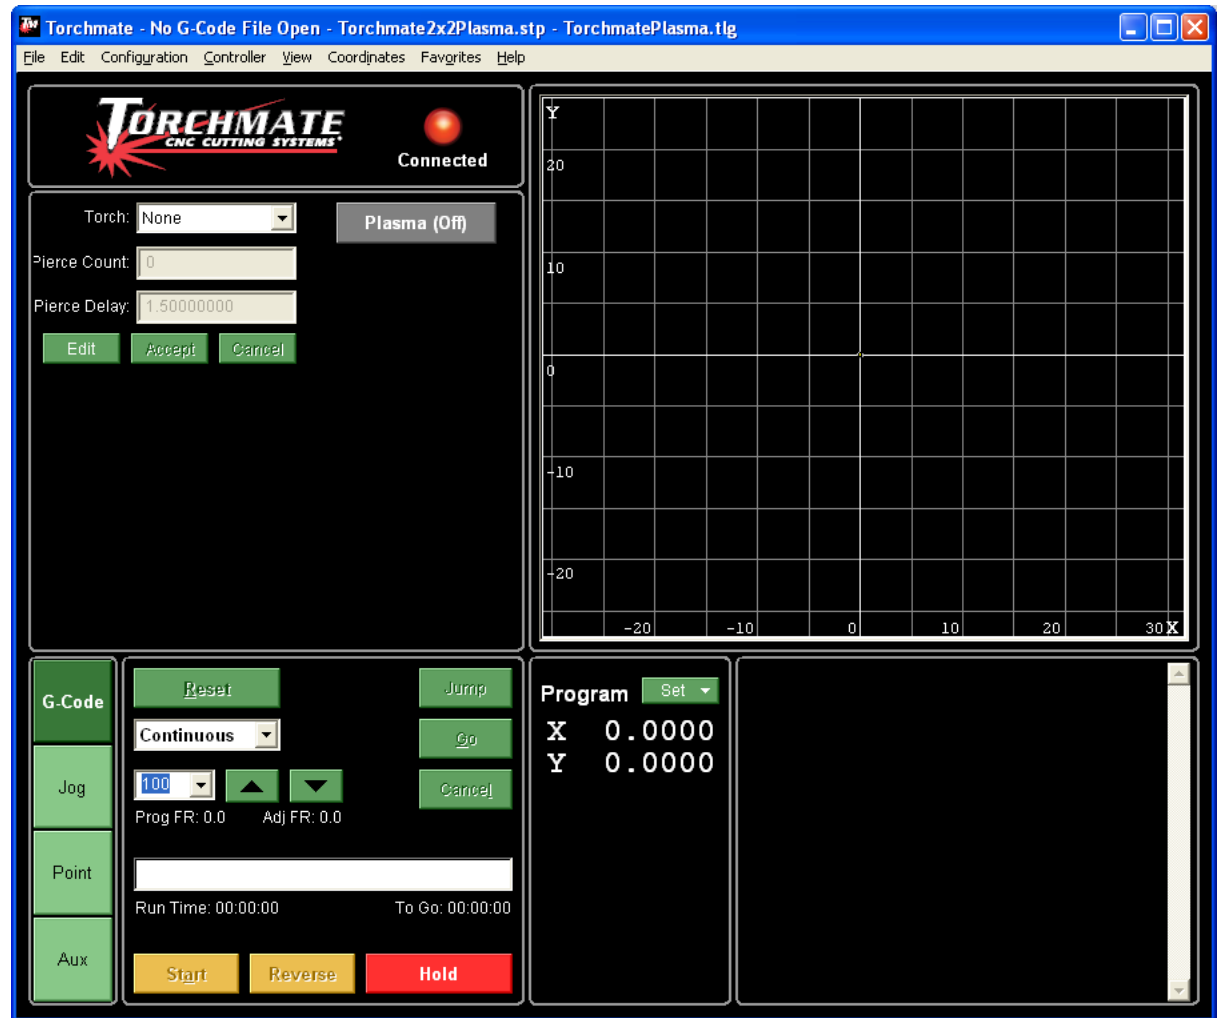 Torchmate - No G-Code File Open - Torchmate2x2Plasma.stp - TorchmatePlasma.tlg
File Edit Configuration Controller View Coordinates Favorites Help
TORCHMATE
CNC CUTTING SYSTEMS
Connected
Torch: None
Plasma (Off)
Pierce Count: 0
Pierce Delay: 1.50000000
Edit Accept Cancel
Y
20
10
0
-10
-20
-20 -10 0 10 20 30 X
G-Code
Jog
Point
Aux
Reset
Jump
Continuous
Go
100
Cancel
Prog FR: 0.0 Adj FR: 0.0
Run Time: 00:00:00 To Go: 00:00:00
Start Reverse Hold
Program Set
X 0.0000
Y 0.0000